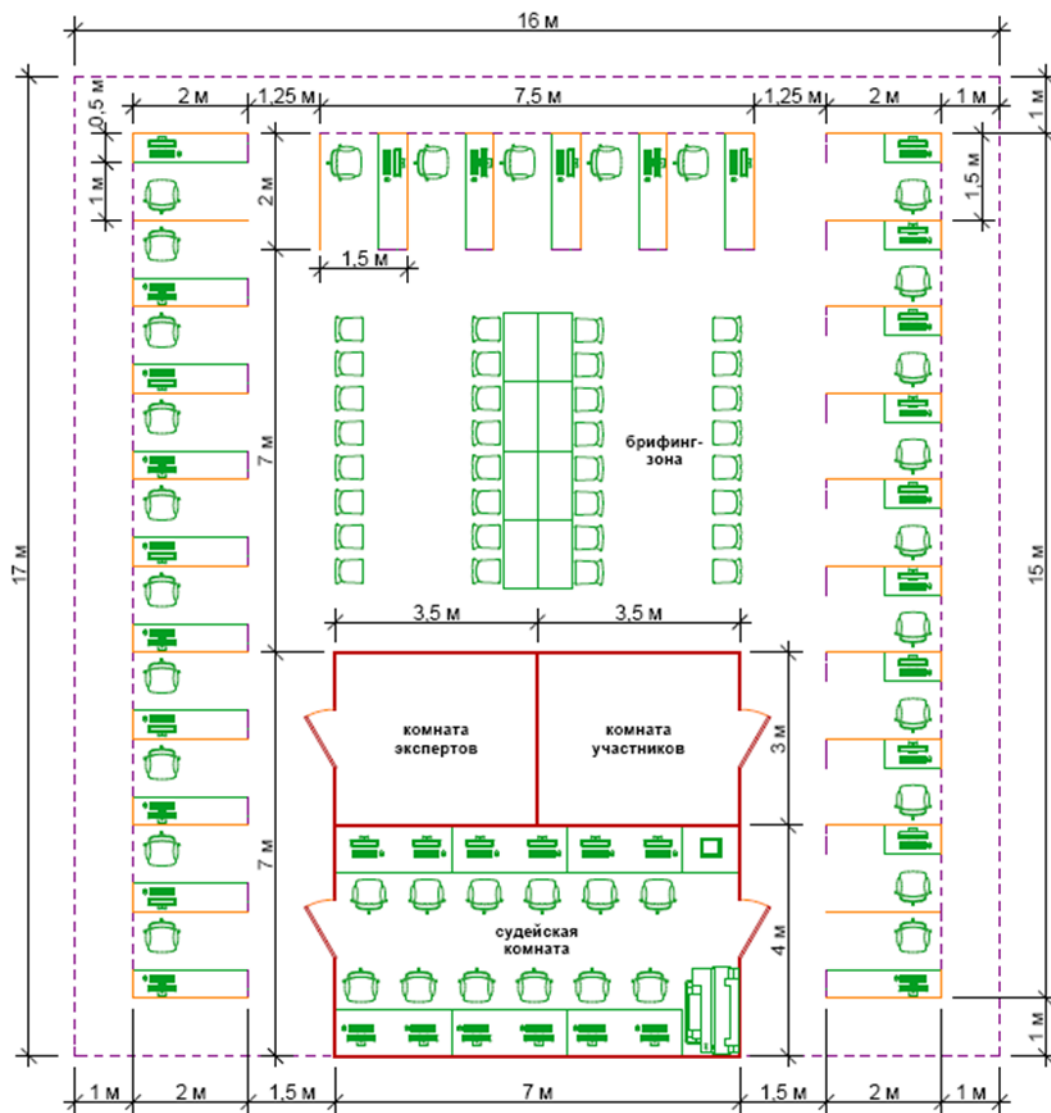 16 м
2 м
1,25 м
7,5 м
1,25 м
2 м
1 м
0,5 м
1 м
1 м
2 м
1,5 м
1,5 м
17 м
7 м
15 м
брифинг-
зона
3,5 м
3,5 м
комната
экспертов
комната
участников
3 м
7 м
судейская
комната
4 м
1 м
1 м
2 м
1,5 м
7 м
1,5 м
2 м
1 м